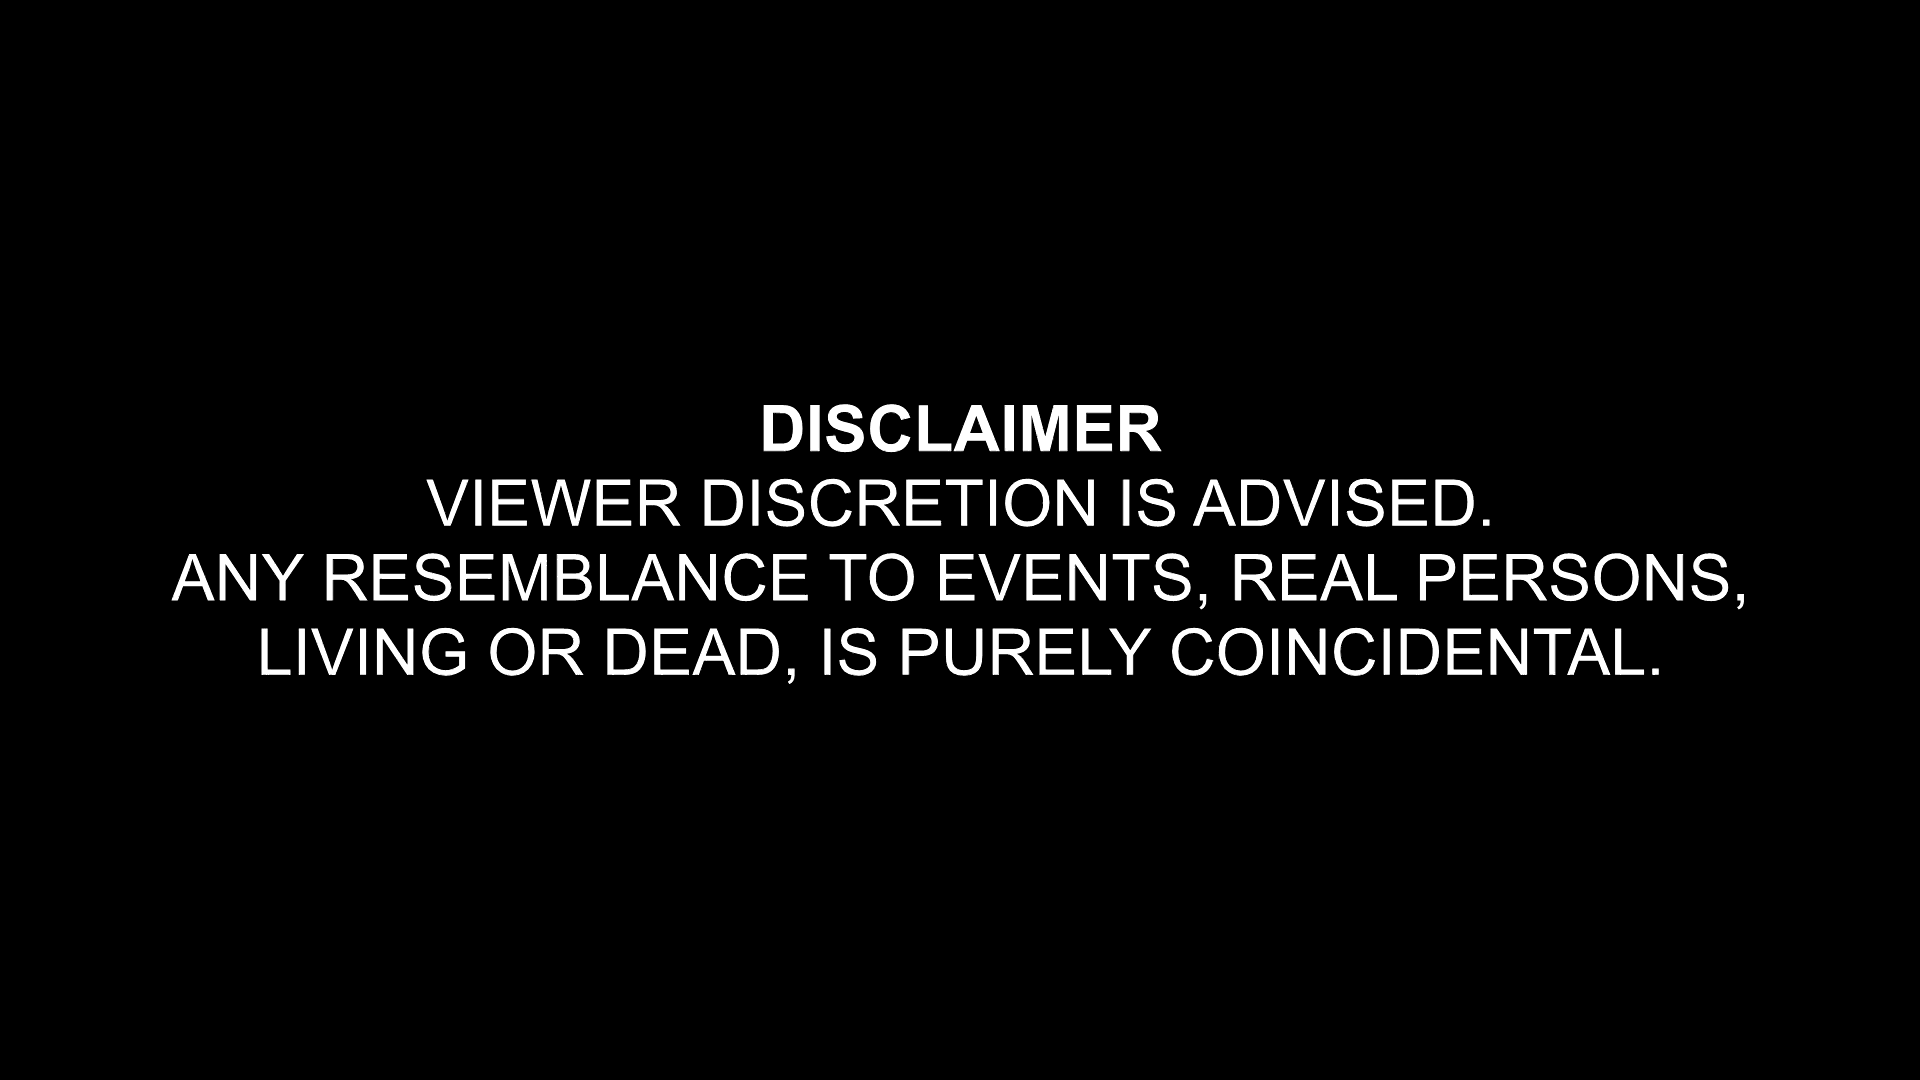 DISCLAIMER
VIEWER DISCRETION IS ADVISED.
ANY RESEMBLANCE TO EVENTS, REAL PERSONS,
LIVING OR DEAD, IS PURELY COINCIDENTAL.